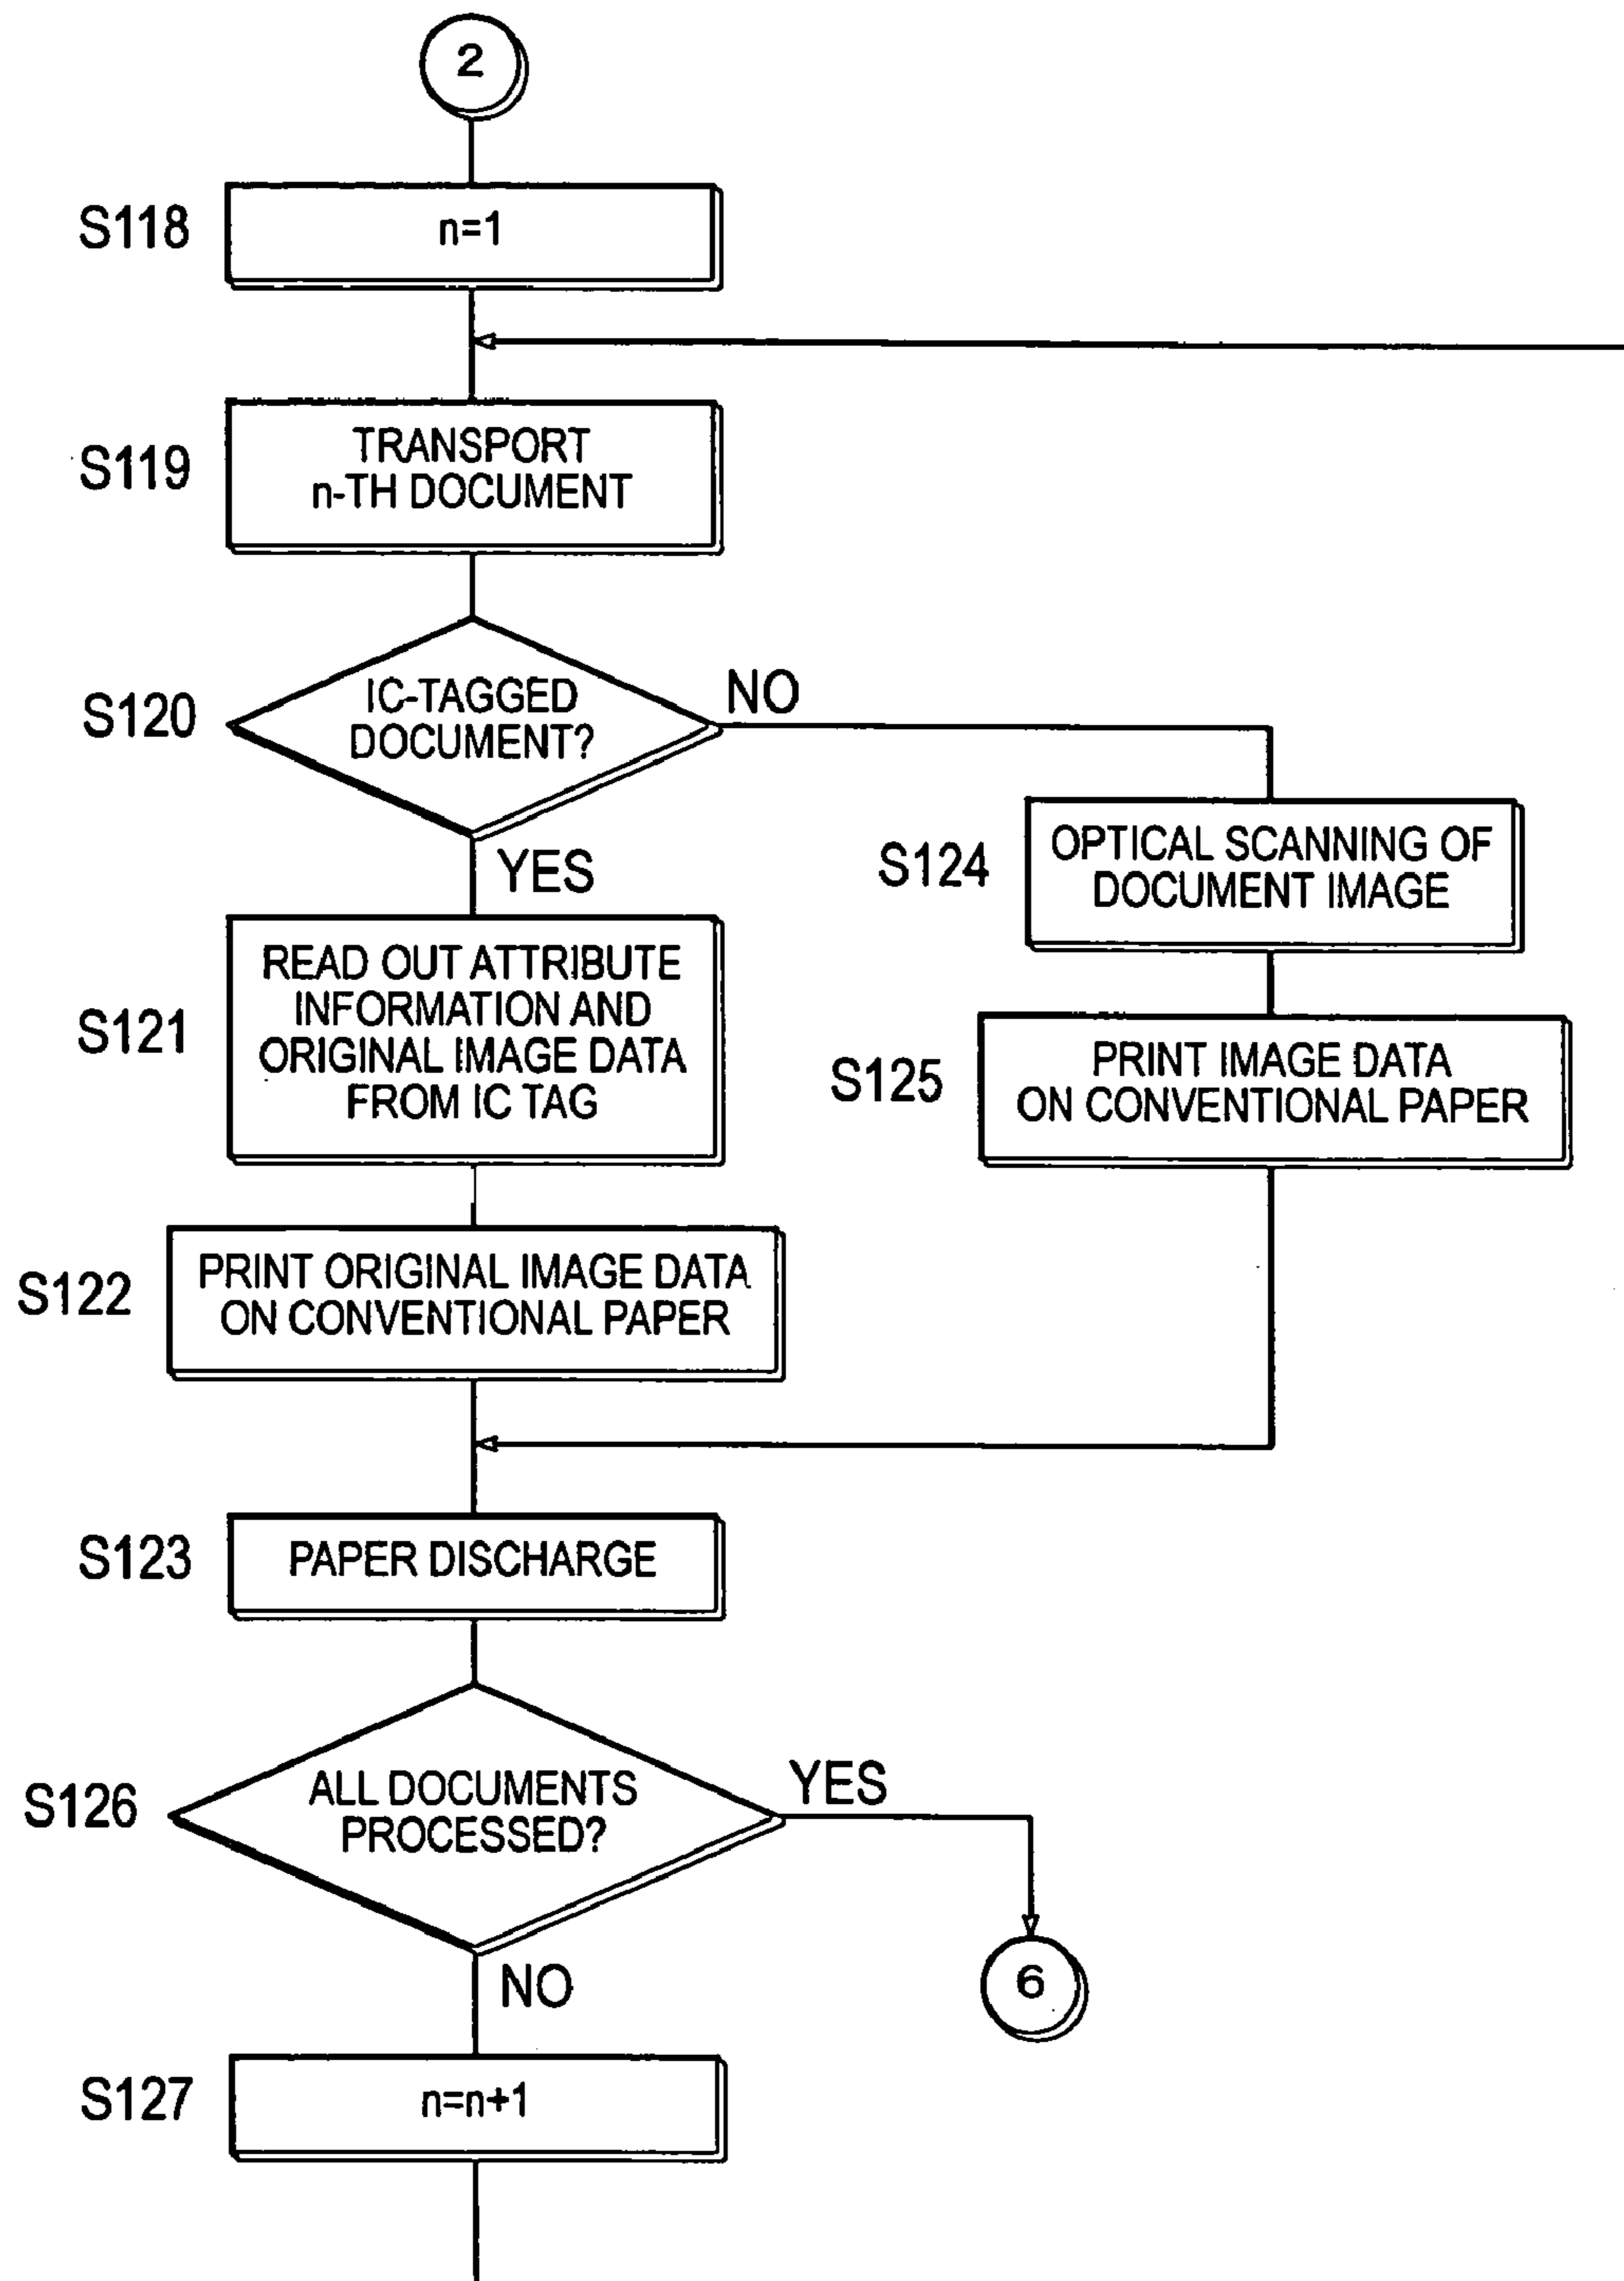 2
S118
n=1
S119
TRANSPORT
n-TH DOCUMENT
S120
IC-TAGGED
DOCUMENT?
NO
YES
S124
OPTICAL SCANNING OF
DOCUMENT IMAGE
S121
READ OUT ATTRIBUTE
INFORMATION AND
ORIGINAL IMAGE DATA
FROM IC TAG
S125
PRINT IMAGE DATA
ON CONVENTIONAL PAPER
S122
PRINT ORIGINAL IMAGE DATA
ON CONVENTIONAL PAPER
S123
PAPER DISCHARGE
S126
ALL DOCUMENTS
PROCESSED?
YES
6
NO
S127
n=n+1